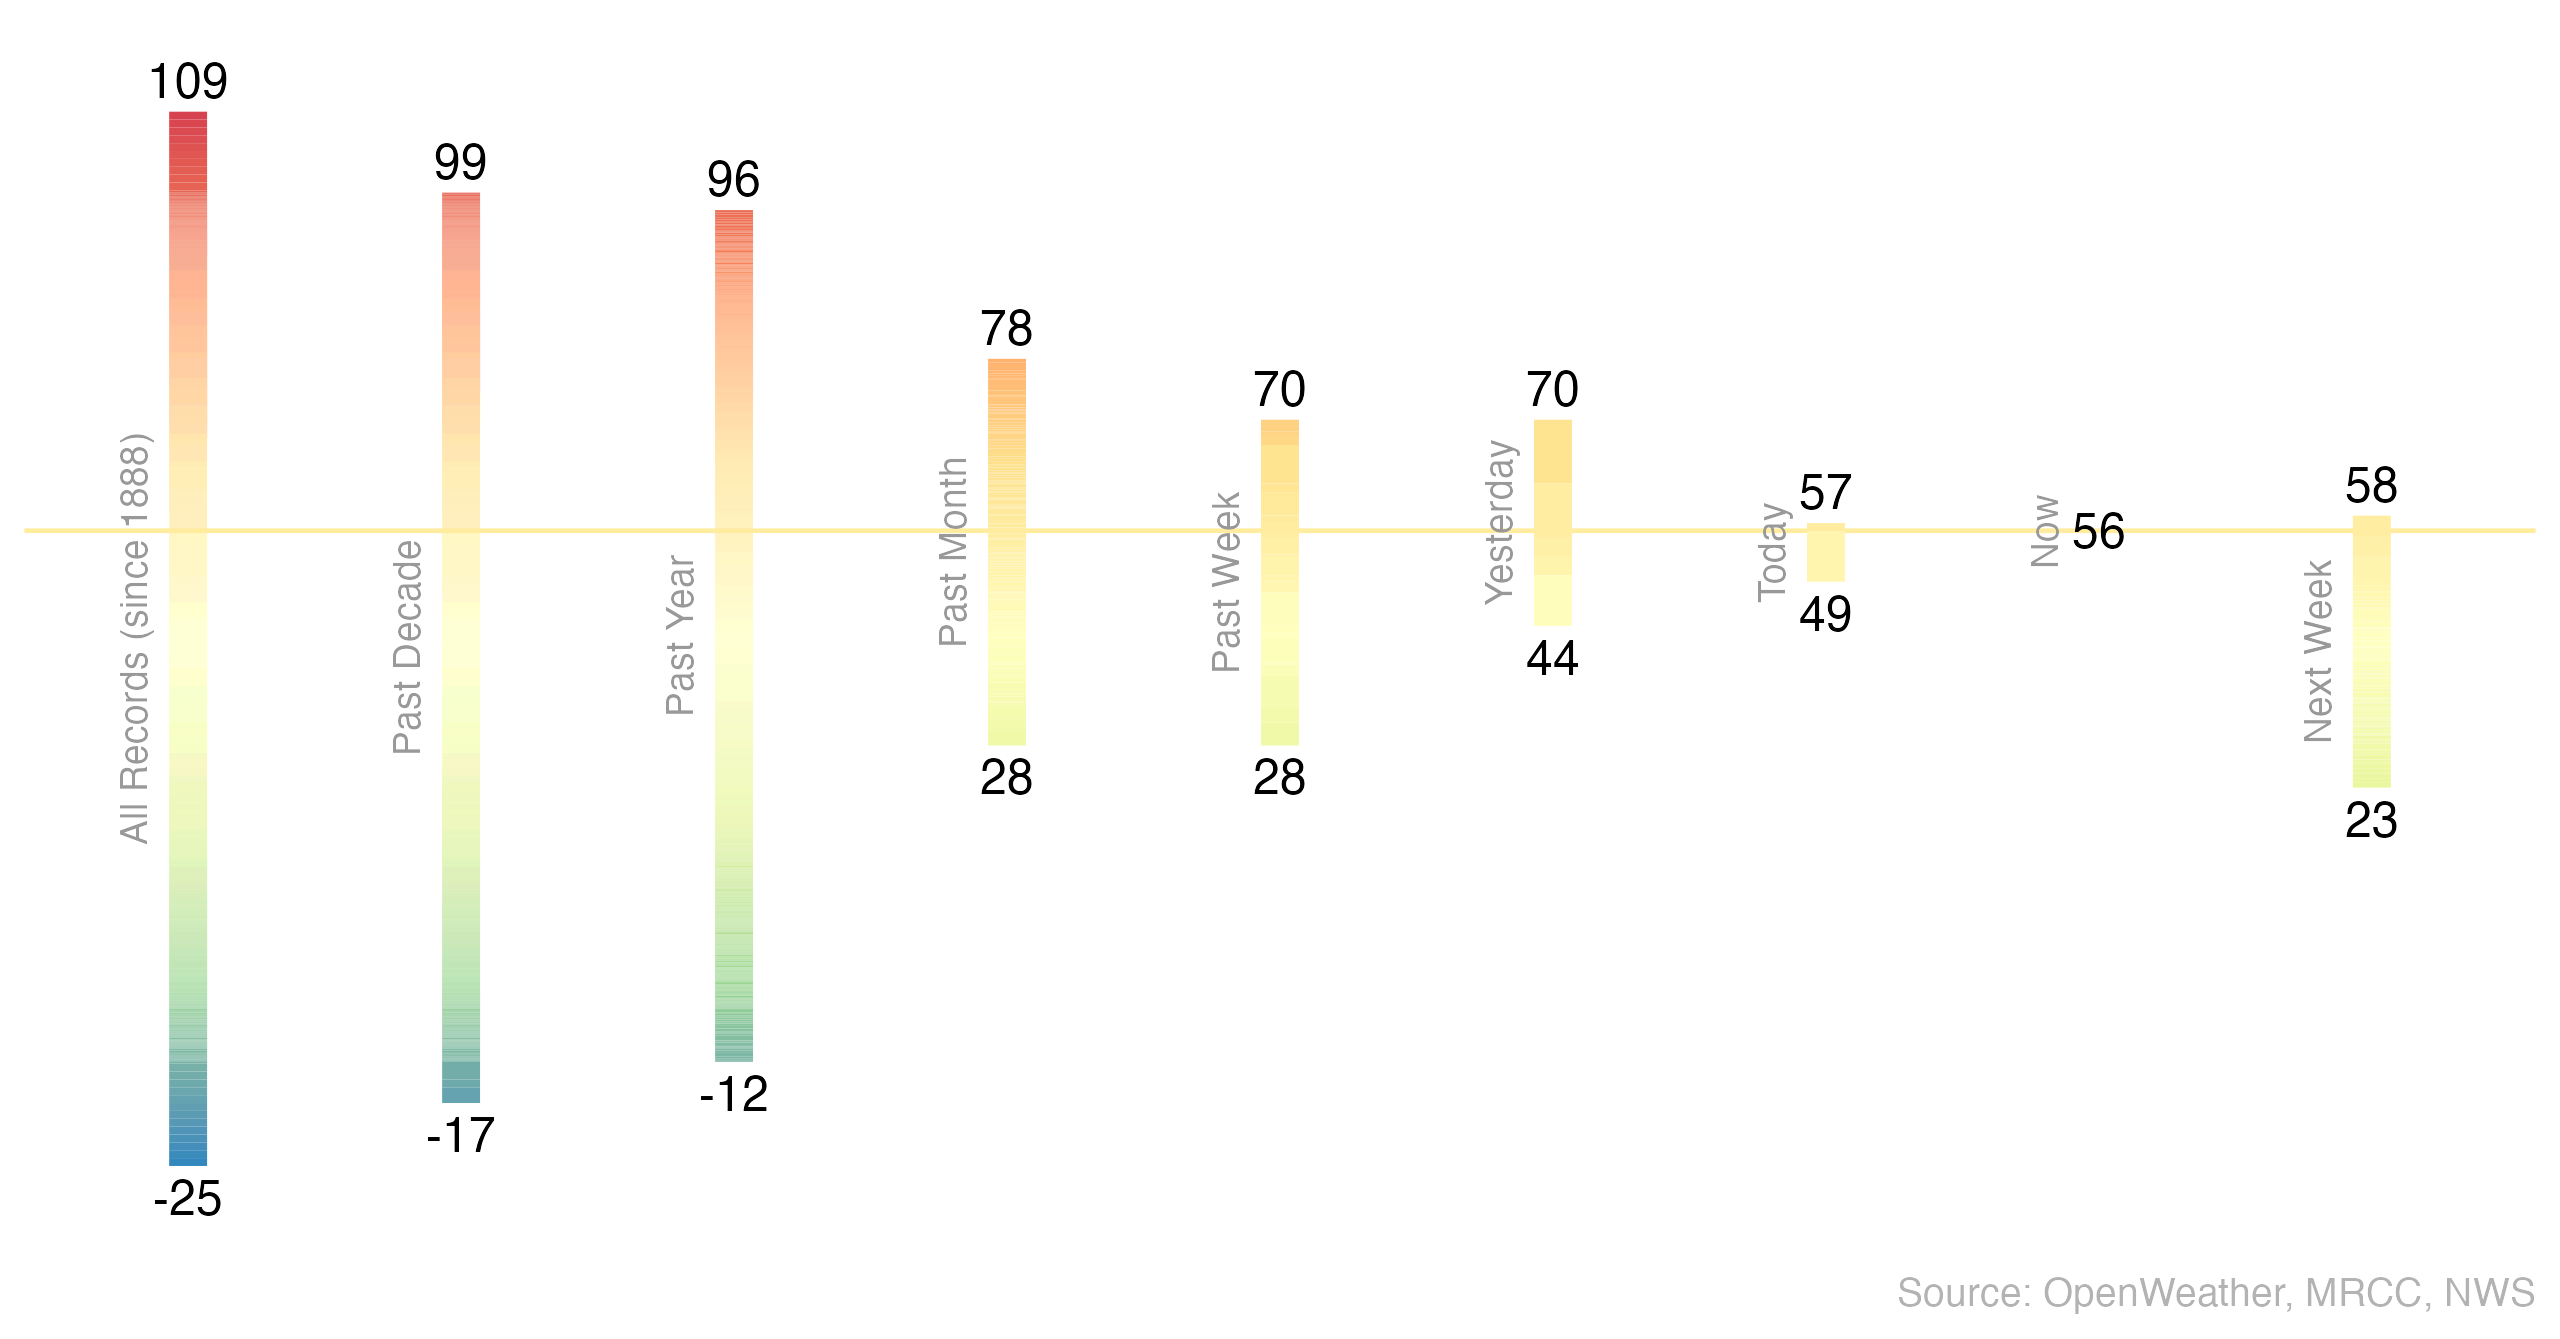 109
All Records (since 1888)
-25
99
Past Decade
-17
96
Past Year
-12
78
Past Month
28
70
Past Week
28
70
Yesterday
44
57
Today
49
Now
56
58
Next Week
23
Source: OpenWeather, MRCC, NWS